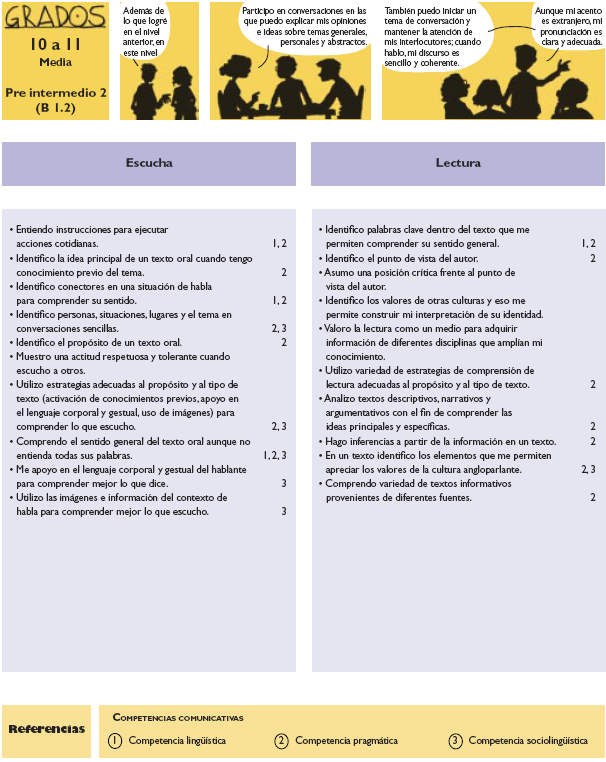 GRADOS
10 a 11
Media
Pre intermedio 2
(B 1.2)
Además de
lo que logré
en el nivel
anterior, en
este nivel
Participo en conversaciones en las
que puedo explicar mis opiniones
e ideas sobre temas generales,
personales y abstractos.
También puedo iniciar un
tema de conversación y
mantener la atención de
mis interlocutores; cuando
hablo, mi discurso es
sencillo y coherente.
Aunque mi acento
es extranjero, mi
pronunciación es
clara y adecuada.
Escucha
• Entiendo instrucciones para ejecutar
acciones cotidianas. 1, 2
• Identifico la idea principal de un texto oral cuando tengo
conocimiento previo del tema. 2
• Identifico conectores en una situación de habla
para comprender su sentido. 1, 2
• Identifico personas, situaciones, lugares y el tema en
conversaciones sencillas. 2, 3
• Identifico el propósito de un texto oral. 2
• Muestro una actitud respetuosa y tolerante cuando
escucho a otros.
• Utilizo estrategias adecuadas al propósito y al tipo de
texto (activación de conocimientos previos, apoyo en
el lenguaje corporal y gestual, uso de imágenes) para
comprender lo que escucho. 2, 3
• Comprendo el sentido general del texto oral aunque no
entienda todas sus palabras. 1, 2, 3
• Me apoyo en el lenguaje corporal y gestual del hablante
para comprender mejor lo que dice. 3
• Utilizo las imágenes e información del contexto de
habla para comprender mejor lo que escucho. 3
Lectura
• Identifico palabras clave dentro del texto que me
permiten comprender su sentido general. 1, 2
• Identifico el punto de vista del autor. 2
• Asumo una posición crítica frente al punto de
vista del autor.
• Identifico los valores de otras culturas y eso me
permite construir mi interpretación de su identidad.
• Valoro la lectura como un medio para adquirir
información de diferentes disciplinas que amplían mi
conocimiento.
• Utilizo variedad de estrategias de comprensión de
lectura adecuadas al propósito y al tipo de texto. 2
• Analizo textos descriptivos, narrativos y
argumentativos con el fin de comprender las
ideas principales y específicas. 2
• Hago inferencias a partir de la información en un texto. 2
• En un texto identifico los elementos que me permiten
apreciar los valores de la cultura angloparlante. 2, 3
• Comprendo variedad de textos informativos
provenientes de diferentes fuentes. 2
Referencias
COMPETENCIAS COMUNICATIVAS
1 Competencia lingüística 2 Competencia pragmática 3 Competencia sociolingüística